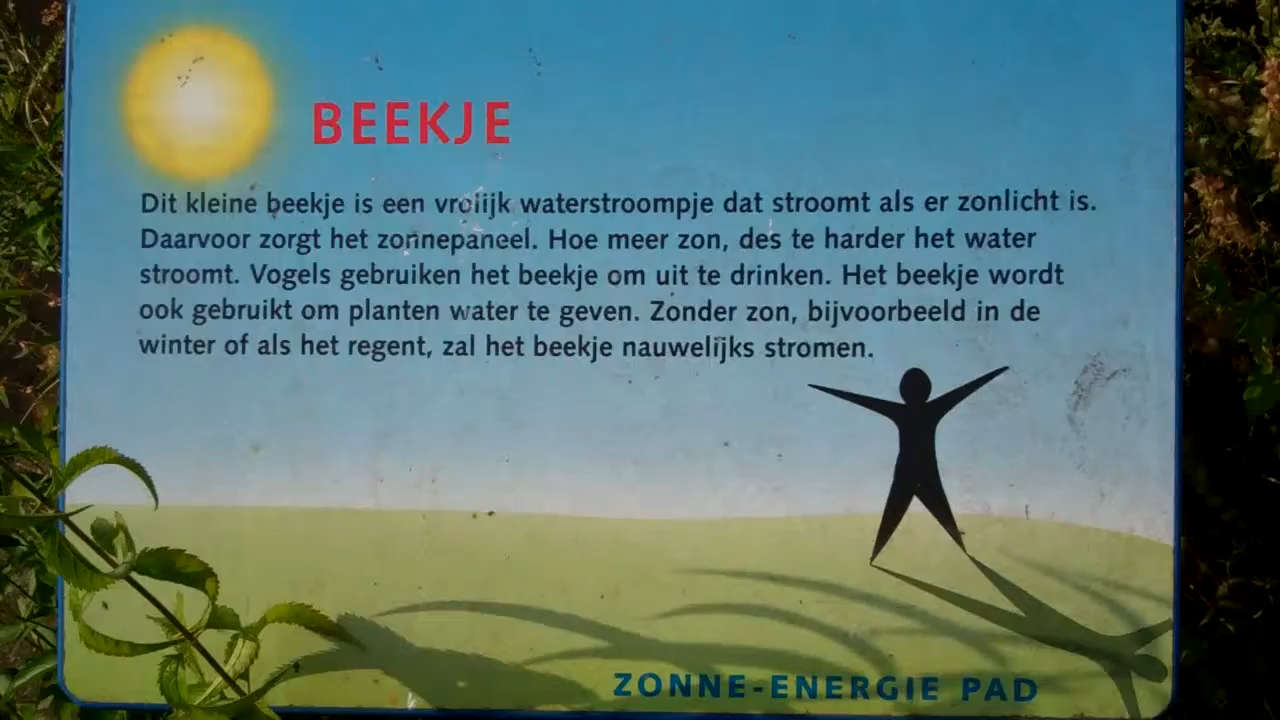 BEEKJE
Dit kleine beekje is een vrolijk waterstroompje dat stroomt als er zonlicht is.
Daarvoor zorgt het zonnepaneel. Hoe meer zon, des te harder het water
stroomt. Vogels gebruiken het beekje om uit te drinken. Het beekje wordt
ook gebruikt om planten water te geven. Zonder zon, bijvoorbeeld in de
winter of als het regent, zal het beekje nauwelijks stromen.
ZONNE-ENERGIE PAD